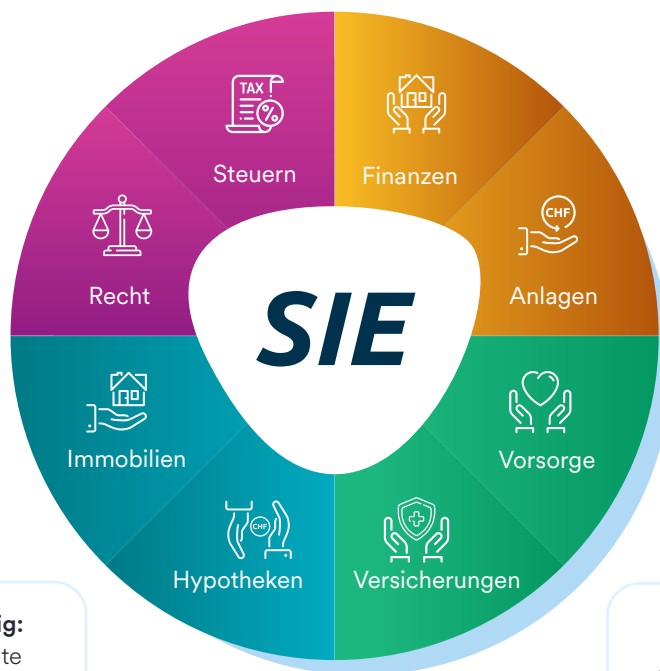 TAX
%
Steuern
Finanzen
CHF
Recht
Anlagen
SIE
Immobilien
Vorsorge
CHF
Hypotheken
Versicherungen
ig:
te